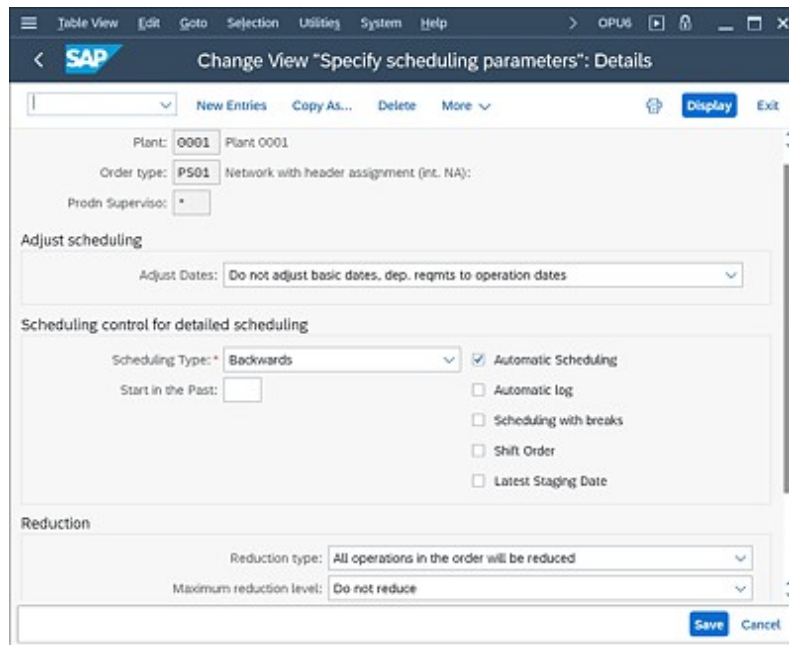 Table View Edit Goto Selection Utilities System Help OPU6
SAP Change View "Specify scheduling parameters": Details
New Entries Copy As... Delete More Display Exit
Plant: 0001 Plant 0001
Order type: PS01 Network with header assignment (int. NA):
Prodn Superviso: *
Adjust scheduling
Adjust Dates: Do not adjust basic dates, dep. reqmts to operation dates
Scheduling control for detailed scheduling
Scheduling Type:* Backwards Automatic Scheduling
Start in the Past: Automatic log
Scheduling with breaks
Shift Order
Latest Staging Date
Reduction
Reduction type: All operations in the order will be reduced
Maximum reduction level: Do not reduce
Save Cancel